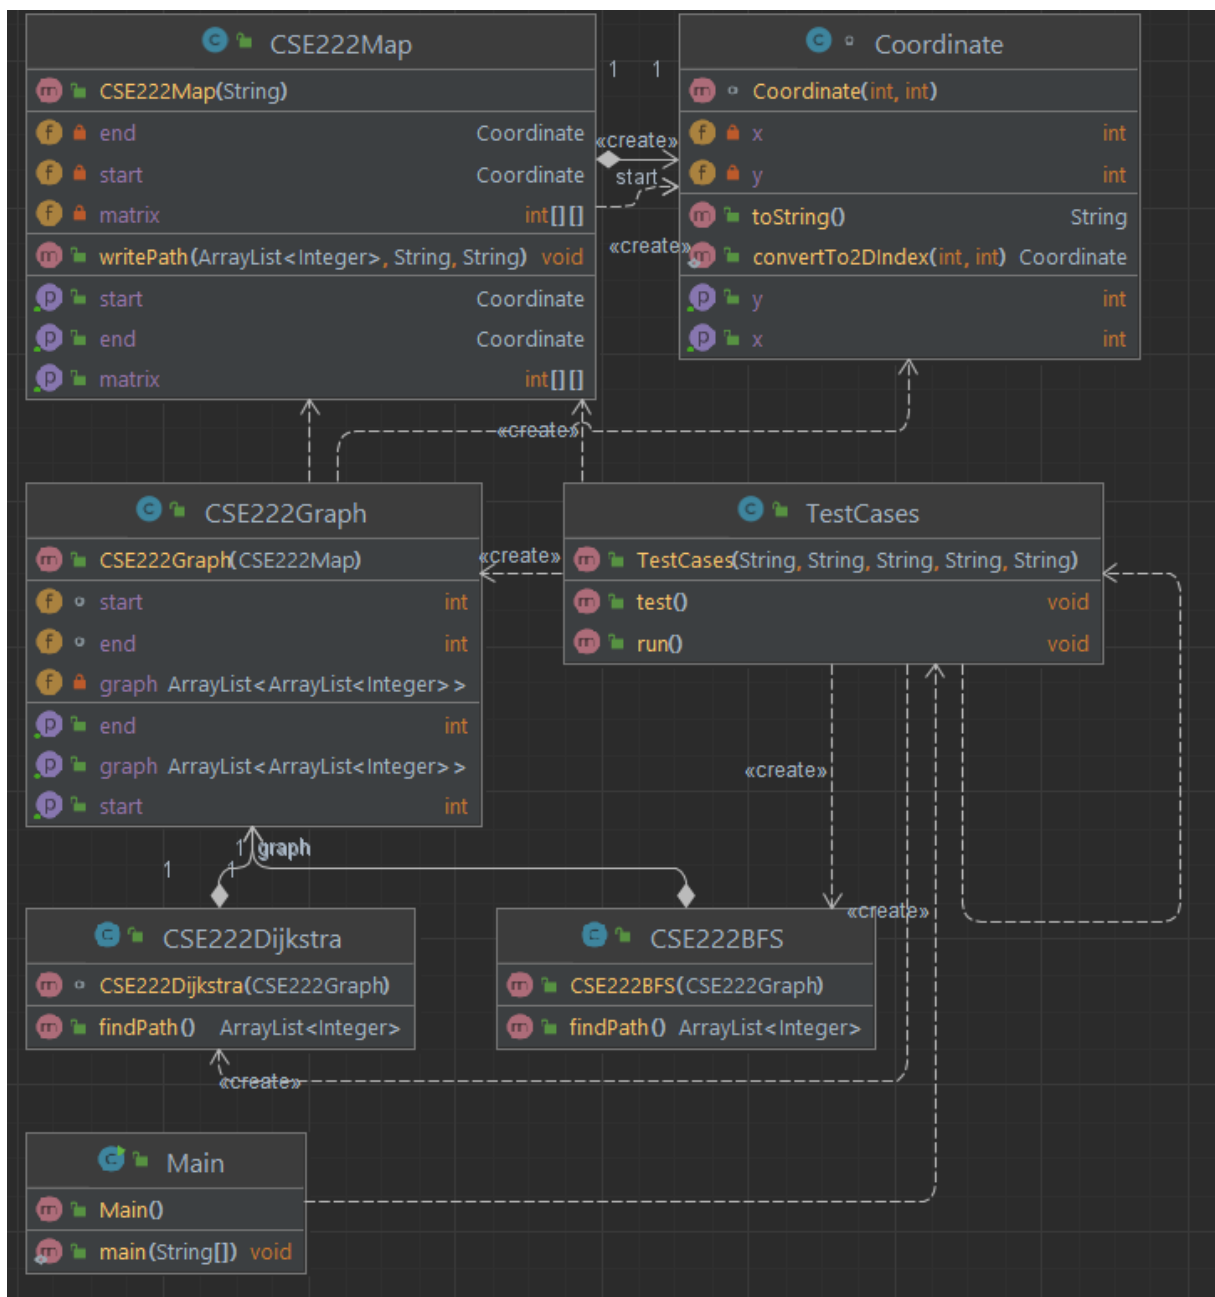 CSE222Map
CSE222Map(String)
end Coordinate
start Coordinate
matrix int[][]
writePath(ArrayList<Integer>, String, String) void
start Coordinate
end Coordinate
matrix int[][]
1 1
«create»
start
«create»
Coordinate
Coordinate(int, int)
x int
y int
toString() String
convertTo2DIndex(int, int) Coordinate
y int
x int
«create»
CSE222Graph
CSE222Graph(CSE222Map)
start int
end int
graph ArrayList<ArrayList<Integer>>
end int
graph ArrayList<ArrayList<Integer>>
start int
«create»
TestCases
TestCases(String, String, String, String, String)
test() void
run() void
«create»
1 graph
1 1
«create»
CSE222Dijkstra
CSE222Dijkstra(CSE222Graph)
findPath() ArrayList<Integer>
CSE222BFS
CSE222BFS(CSE222Graph)
findPath() ArrayList<Integer>
«create»
Main
Main()
main(String[]) void